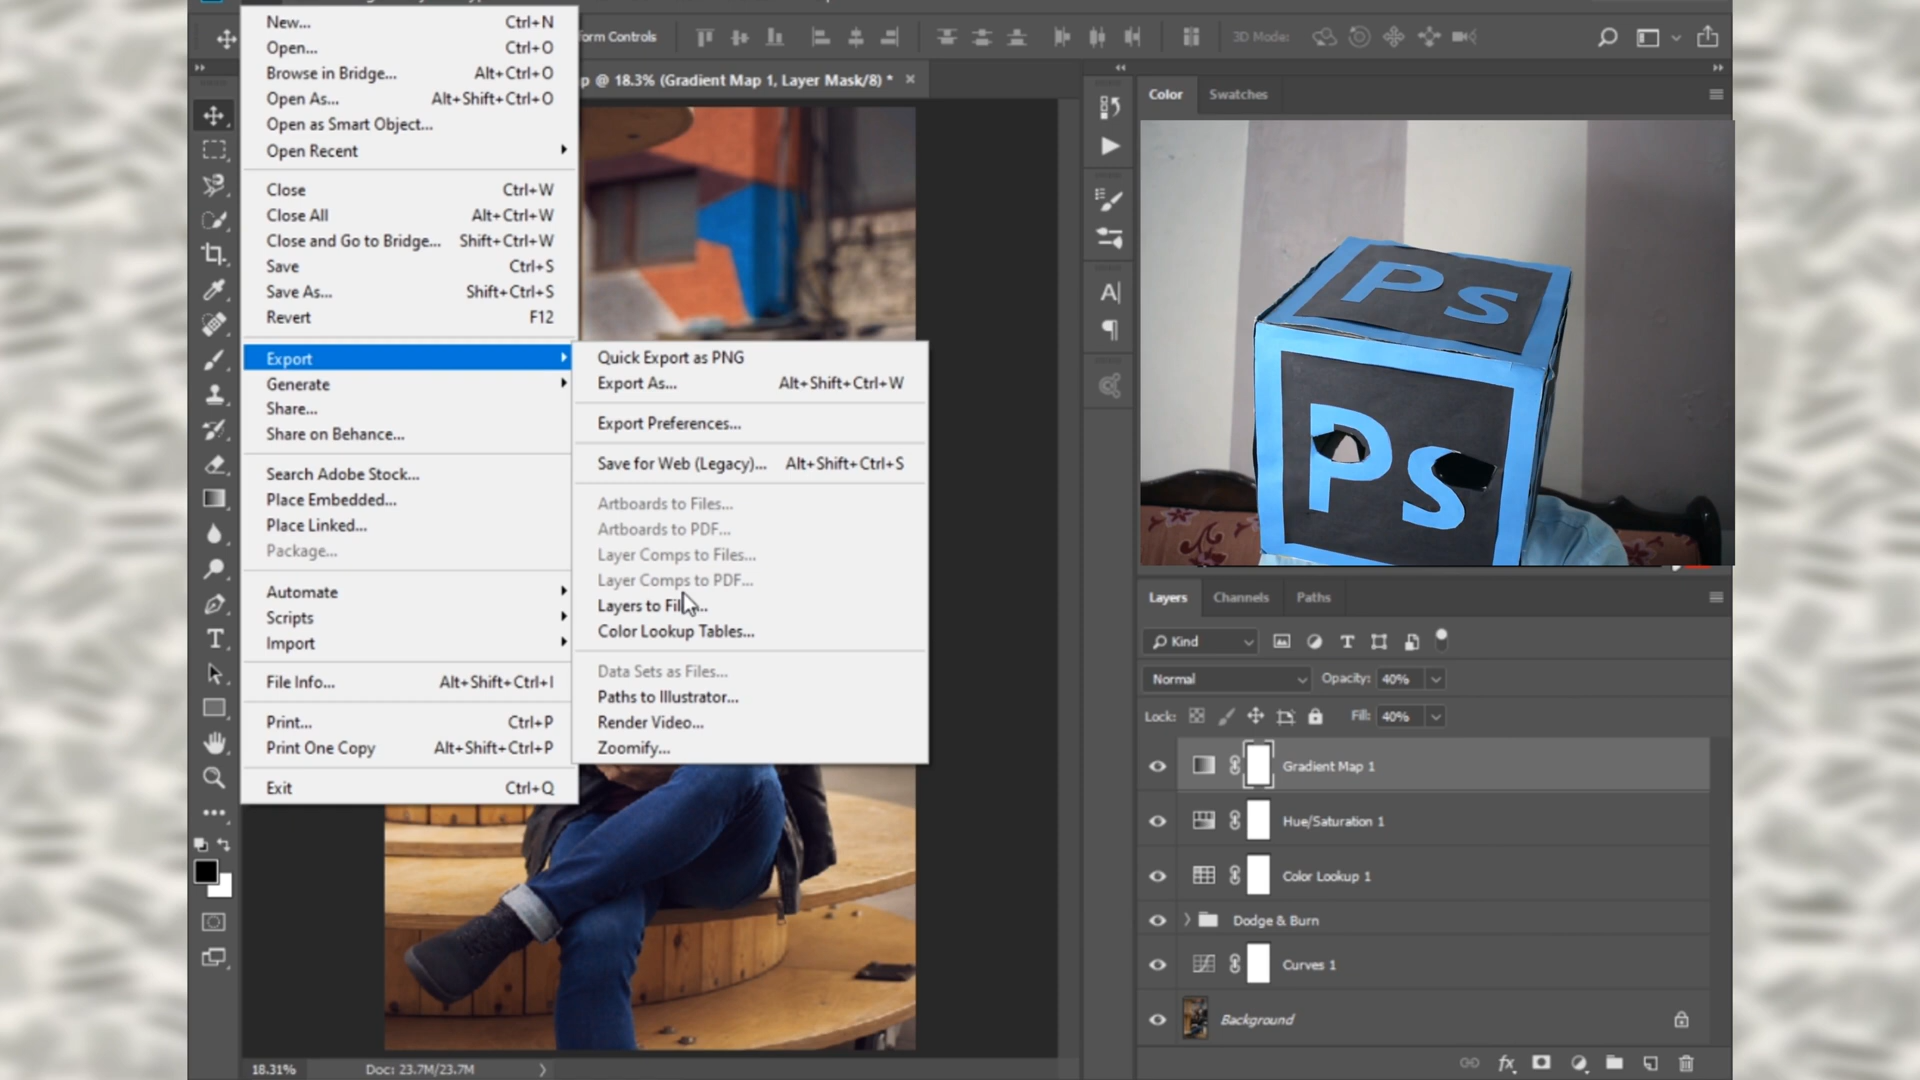 New... Ctrl+N
Open... Ctrl+O
Browse in Bridge... Alt+Ctrl+O
Open As... Alt+Shift+Ctrl+O
Open as Smart Object...
Open Recent
Close Ctrl+W
Close All Alt+Ctrl+W
Close and Go to Bridge... Shift+Ctrl+W
Save Ctrl+S
Save As... Shift+Ctrl+S
Revert F12
Export
Generate
Share...
Share on Behance...
Search Adobe Stock...
Place Embedded...
Place Linked...
Package...
Automate
Scripts
Import
File Info... Alt+Shift+Ctrl+I
Print... Ctrl+P
Print One Copy Alt+Shift+Ctrl+P
Exit Ctrl+Q
Controls
3D Mode:
@ 18.3% (Gradient Map 1, Layer Mask/8) *
Quick Export as PNG
Export As... Alt+Shift+Ctrl+W
Export Preferences...
Save for Web (Legacy)... Alt+Shift+Ctrl+S
Artboards to Files...
Artboards to PDF...
Layer Comps to Files...
Layer Comps to PDF...
Layers to
Color Lookup Tables...
Data Sets as Files...
Paths to Illustrator...
Render Video...
Zoomify...
18.31% Doc: 23.7M/23.7M
Color Swatches
Ps
Ps
Layers Channels Paths
Kind
Normal Opacity: 40%
Lock: Fill: 40%
Gradient Map 1
Hue/Saturation 1
Color Lookup 1
Dodge & Burn
Curves 1
Background